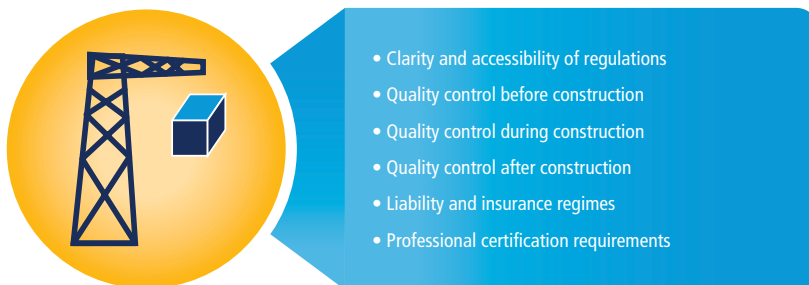 • Clarity and accessibility of regulations
• Quality control before construction
• Quality control during construction
• Quality control after construction
• Liability and insurance regimes
• Professional certification requirements